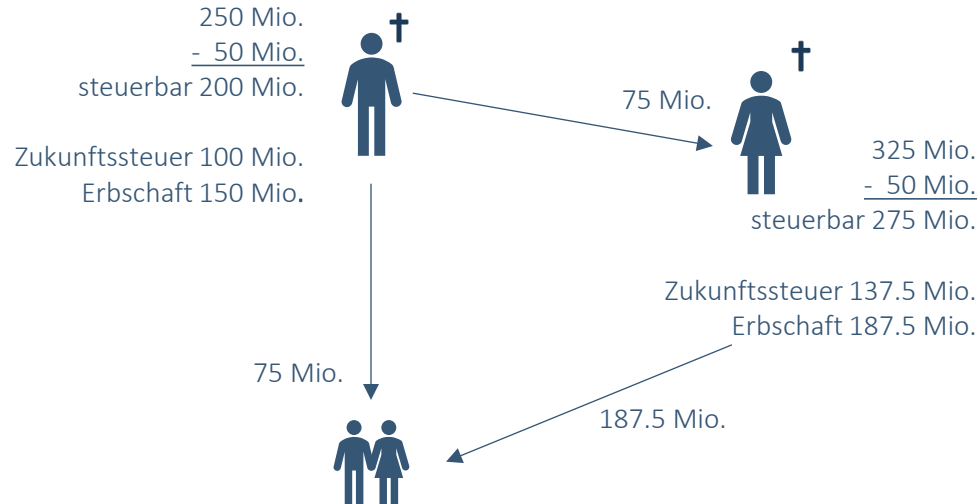 250 Mio.
- 50 Mio.
steuerbar 200 Mio.
Zukunftssteuer 100 Mio.
Erbschaft 150 Mio.
75 Mio.
325 Mio.
- 50 Mio.
steuerbar 275 Mio.
Zukunftssteuer 137.5 Mio.
Erbschaft 187.5 Mio.
75 Mio.
187.5 Mio.